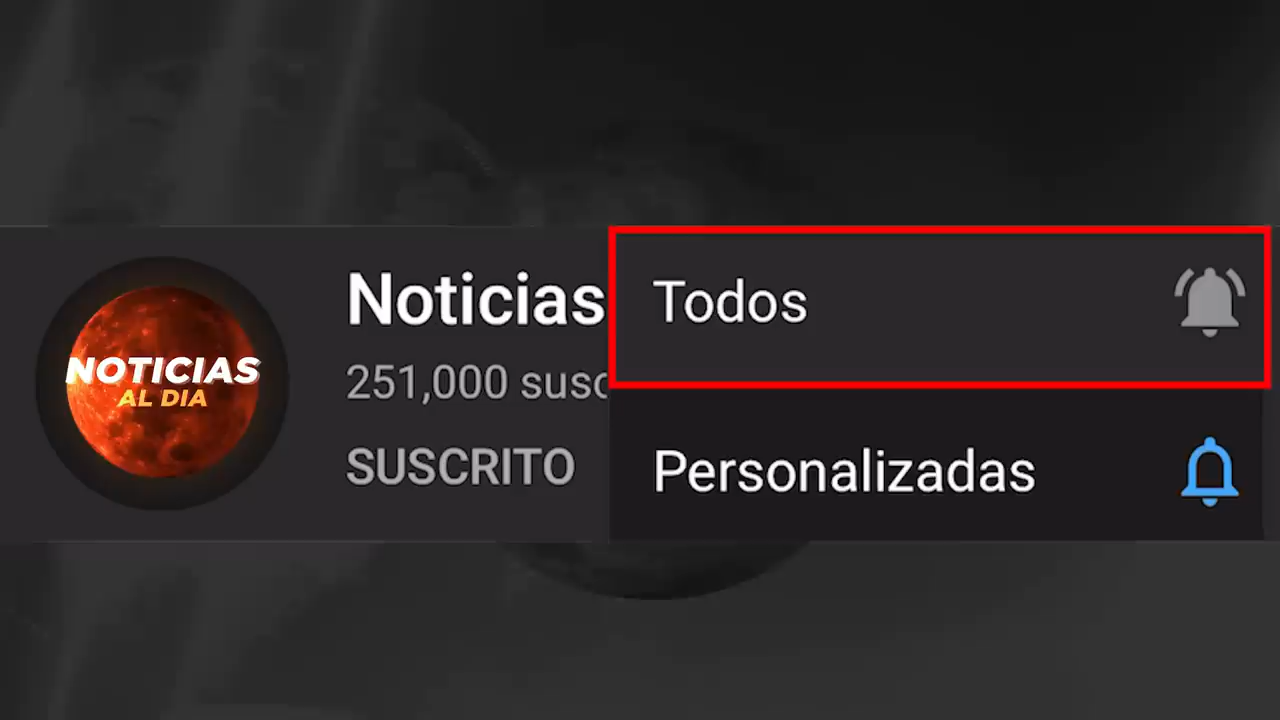 NOTICIAS
AL DIA
Noticias
251,000 susc
SUSCRITO
Todos
Personalizadas